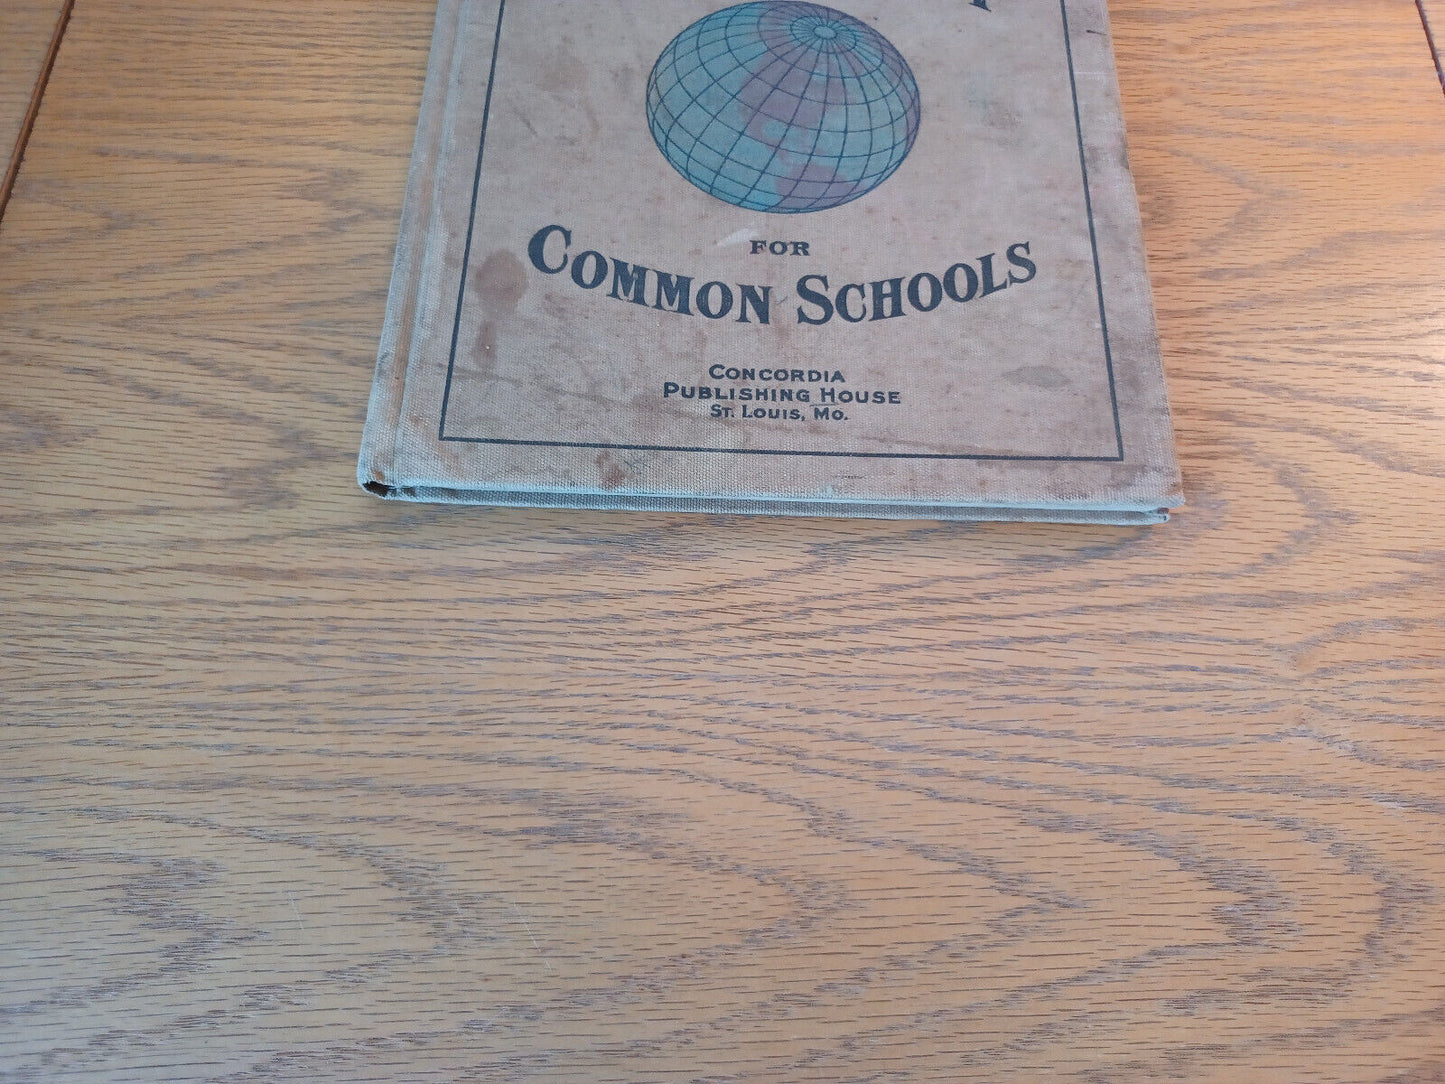 FOR
COMMON SCHOOLS
CONCORDIA
PUBLISHING HOUSE
ST. LOUIS, MO.